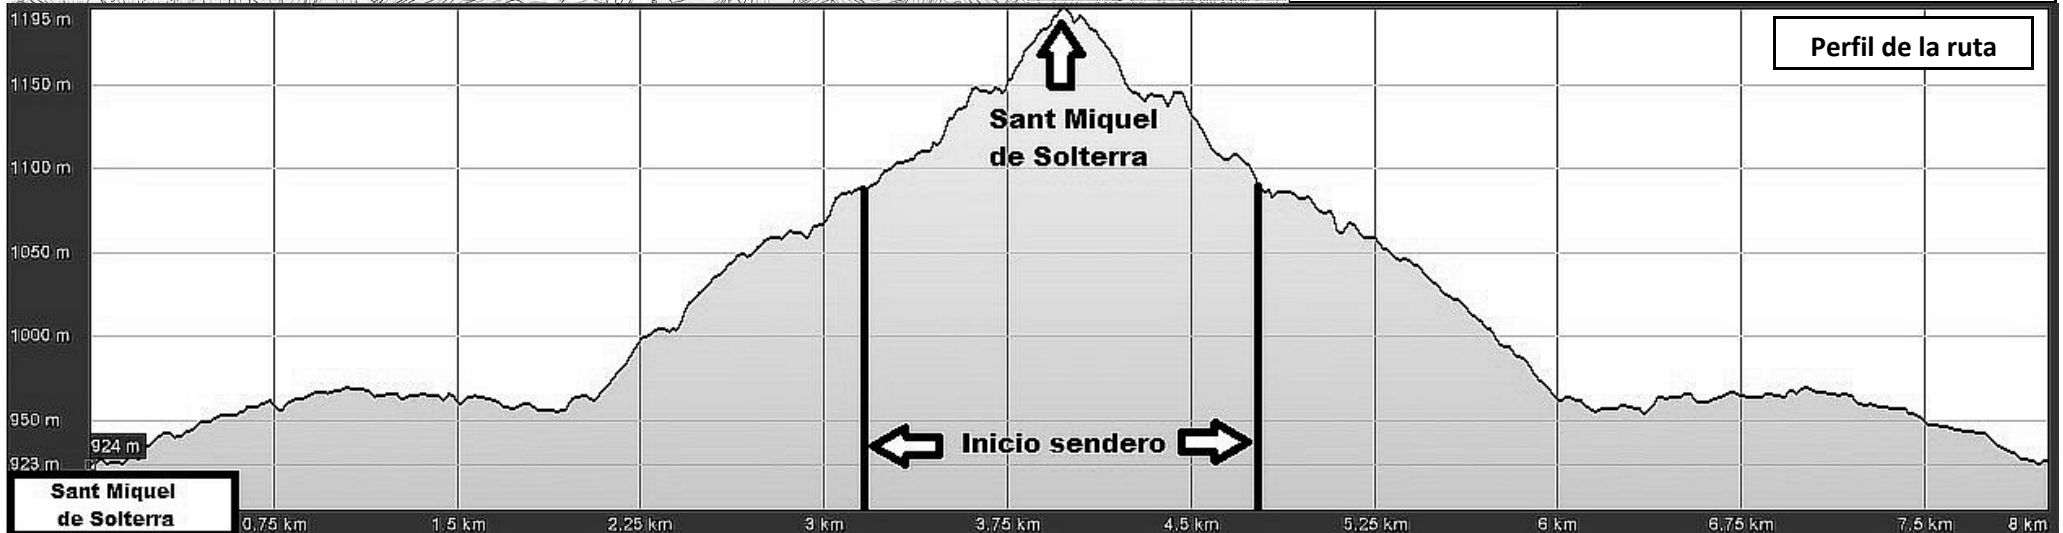 1195 m
Perfil de la ruta
1150 m
Sant Miquel
de Solterra
1100 m
1050 m
1000 m
950 m
924 m
Inicio sendero
923 m
Sant Miquel
de Solterra
0.75 km
1.5 km
2.25 km
3 km
3.75 km
4.5 km
5.25 km
6 km
6.75 km
7.5 km
8 km